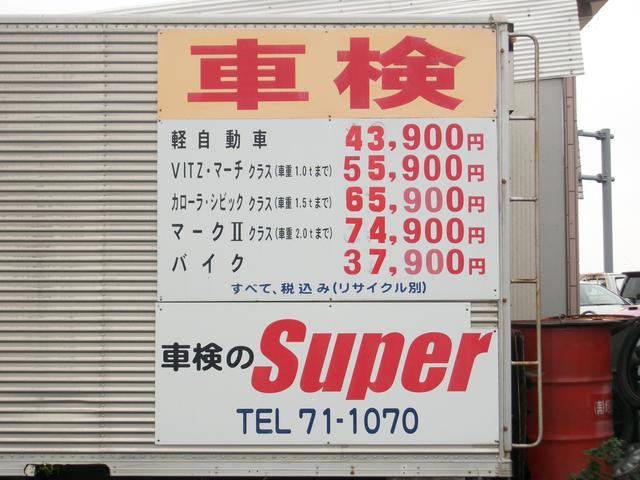 車検
軽自動車 43,900円
VITZ・マーチ クラス(車重1.0tまで) 55,900円
カローラ・シビック クラス(車重1.5tまで) 65,900円
マークⅡ クラス(車重2.0tまで) 74,900円
バイク 37,900円
すべて、税込み(リサイクル別)
車検のSuper
TEL 71-1070